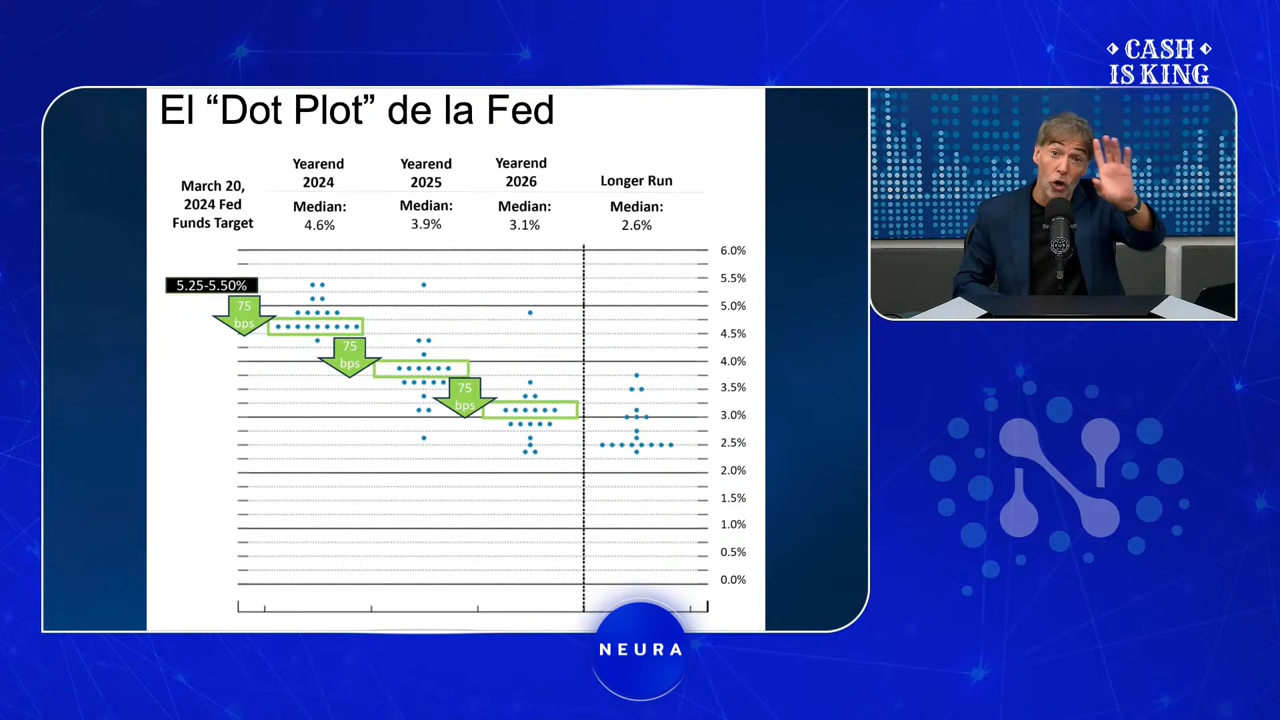 CASH
IS KING
El “Dot Plot” de la Fed
March 20,
2024 Fed
Funds Target
Yearend
2024
Median:
4.6%
Yearend
2025
Median:
3.9%
Yearend
2026
Median:
3.1%
Longer Run
Median:
2.6%
5.25-5.50%
75
bps
75
bps
75
bps
6.0%
5.5%
5.0%
4.5%
4.0%
3.5%
3.0%
2.5%
2.0%
1.5%
1.0%
0.5%
0.0%
NEURA